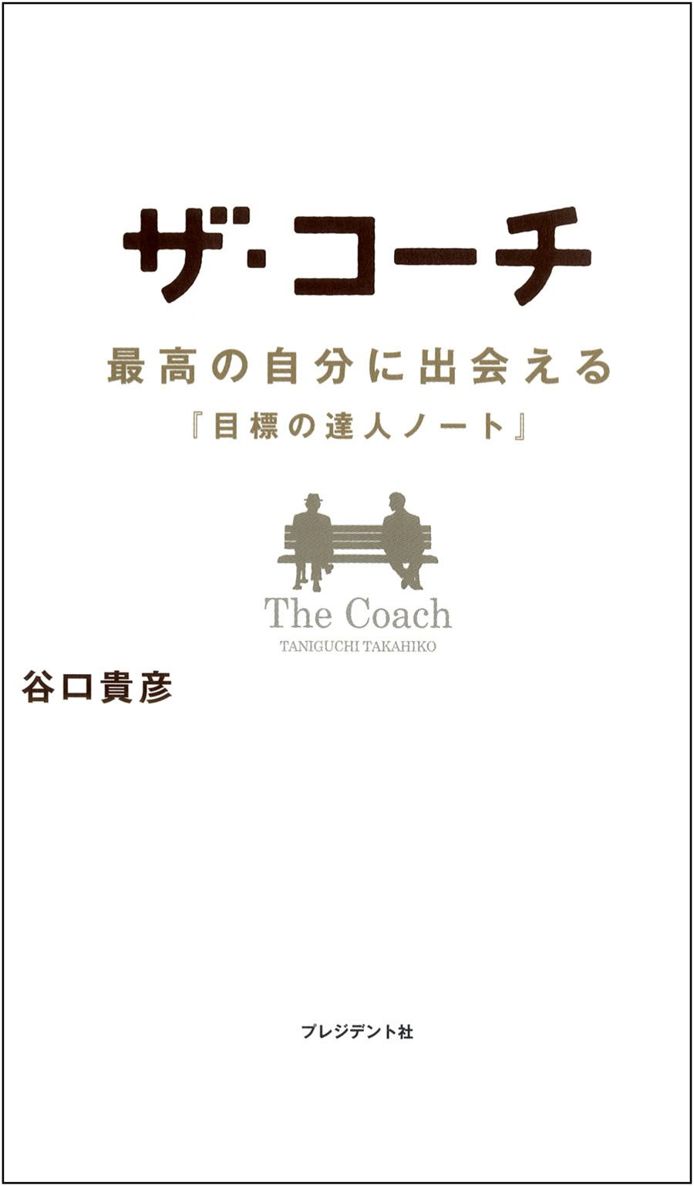 ザ・コーチ
最高の自分に出会える
『目標の達人ノート』
The Coach
TANIGUCHI TAKAHIKO
谷口貴彦
プレジデント社